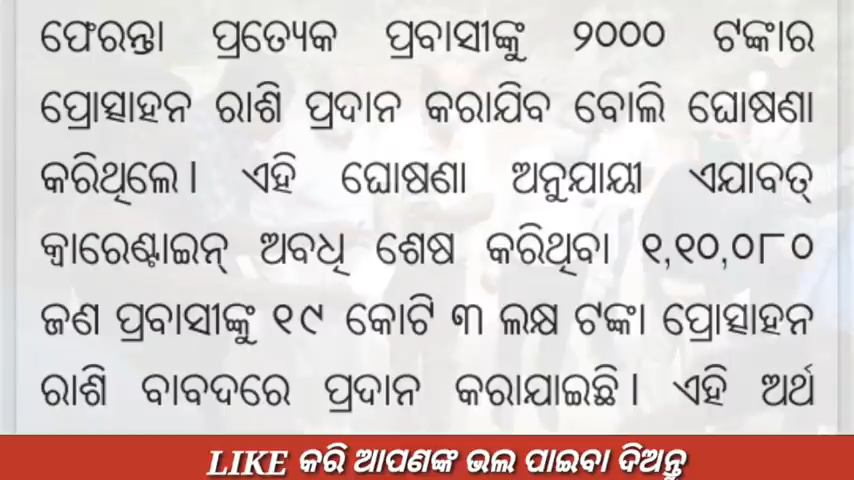 ଫେରନ୍ତା ପ୍ରତ୍ୟେକ ପ୍ରବାସୀଙ୍କୁ ୨୦୦୦ ଟଙ୍କାର
ପ୍ରୋତ୍ସାହନ ରାଶି ପ୍ରଦାନ କରାଯିବ ବୋଲି ଘୋଷଣା
କରିଥିଲେ। ଏହି ଘୋଷଣା ଅନୁଯାୟୀ ଏଯାବତ୍
କ୍ୱାରେଣ୍ଟାଇନ୍ ଅବଧି ଶେଷ କରିଥିବା ୧,୧୦,୦୮୦
ଜଣ ପ୍ରବାସୀଙ୍କୁ ୧୯ କୋଟି ୩ ଲକ୍ଷ ଟଙ୍କା ପ୍ରୋତ୍ସାହନ
ରାଶି ବାବଦରେ ପ୍ରଦାନ କରାଯାଇଛି। ଏହି ଅର୍ଥ
LIKE କରି ଆପଣଙ୍କ ଭଲ ପାଇବା ଦିଅନ୍ତୁ